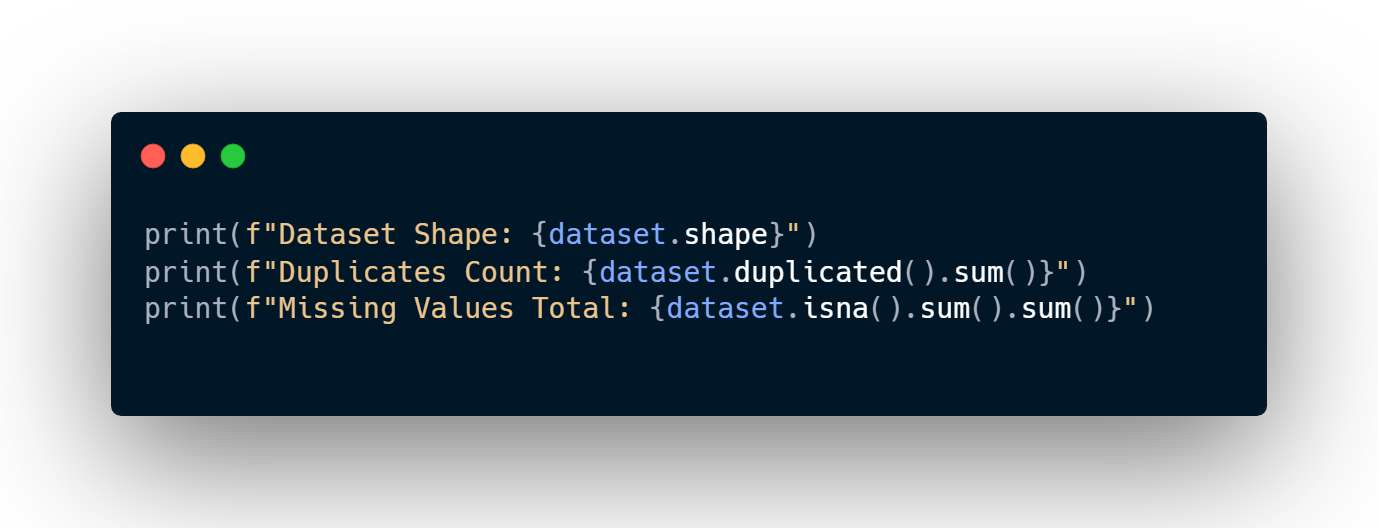 print(f"Dataset Shape: {dataset.shape}")
print(f"Duplicates Count: {dataset.duplicated().sum()}")
print(f"Missing Values Total: {dataset.isna().sum().sum()}")